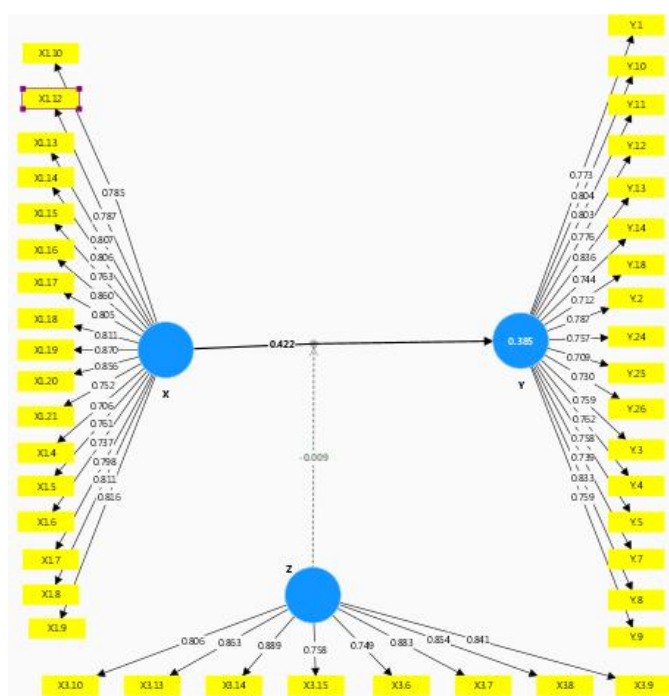 X1.10
X1.12
X1.13
X1.14
X1.15
X1.16
X1.17
X1.18
X1.19
X1.20
X1.21
X1.4
X1.5
X1.6
X1.7
X1.8
X1.9
0.785
0.787
0.807
0.806
0.763
0.860
0.805
0.811
0.870
0.856
0.752
0.706
0.761
0.737
0.798
0.811
0.816
X
0.422
0.385
Y
0.773
0.804
0.803
0.776
0.836
0.744
0.712
0.787
0.757
0.709
0.730
0.759
0.762
0.758
0.739
0.833
0.759
Y.1
Y.10
Y.11
Y.12
Y.13
Y.14
Y.18
Y.2
Y.24
Y.25
Y.26
Y.3
Y.4
Y.5
Y.7
Y.8
Y.9
-0.009
Z
0.806
0.863
0.889
0.758
0.749
0.883
0.854
0.841
X3.10
X3.13
X3.14
X3.15
X3.6
X3.7
X3.8
X3.9